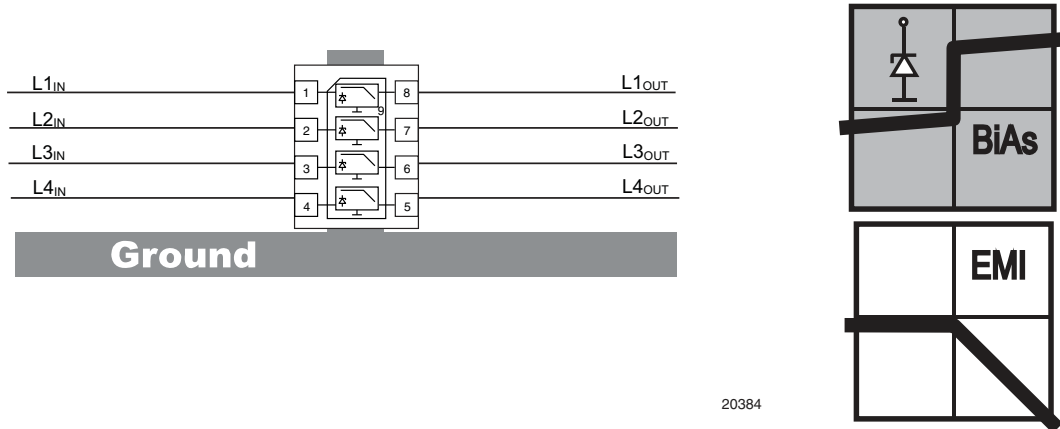 L1IN
1
8
L1OUT
9
L2IN
2
7
L2OUT
L3IN
3
6
L3OUT
L4IN
4
5
L4OUT
Ground
20384
BiAs
EMI